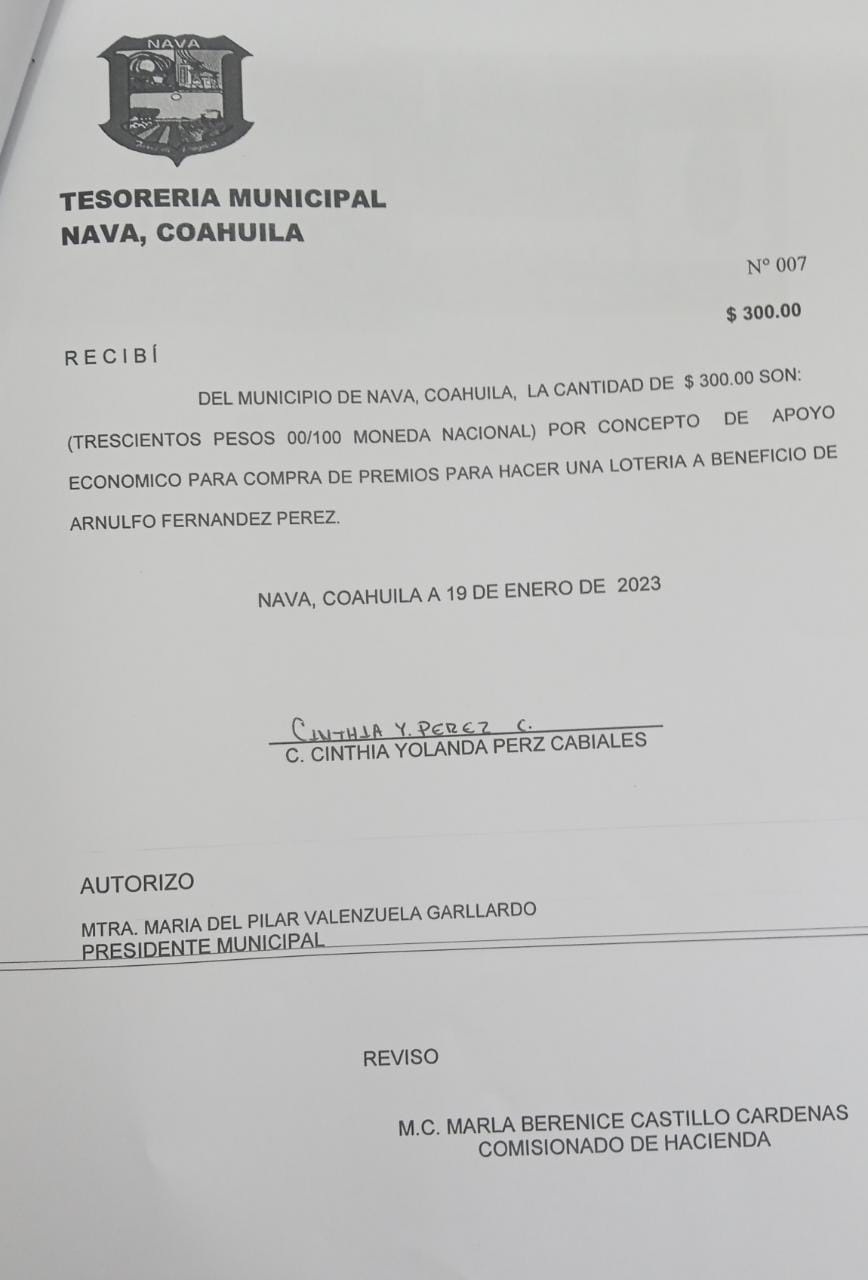 NAVA
TESORERIA MUNICIPAL
NAVA, COAHUILA
Nº 007
$ 300.00
RECIBÍ
DEL MUNICIPIO DE NAVA, COAHUILA, LA CANTIDAD DE $ 300.00 SON:
(TRESCIENTOS PESOS 00/100 MONEDA NACIONAL) POR CONCEPTO DE APOYO
ECONOMICO PARA COMPRA DE PREMIOS PARA HACER UNA LOTERIA A BENEFICIO DE
ARNULFO FERNANDEZ PEREZ.
NAVA, COAHUILA A 19 DE ENERO DE 2023
CINTHIA Y. PEREZ C.
C. CINTHIA YOLANDA PERZ CABIALES
AUTORIZO
MTRA. MARIA DEL PILAR VALENZUELA GARLLARDO
PRESIDENTE MUNICIPAL
REVISO
M.C. MARLA BERENICE CASTILLO CARDENAS
COMISIONADO DE HACIENDA